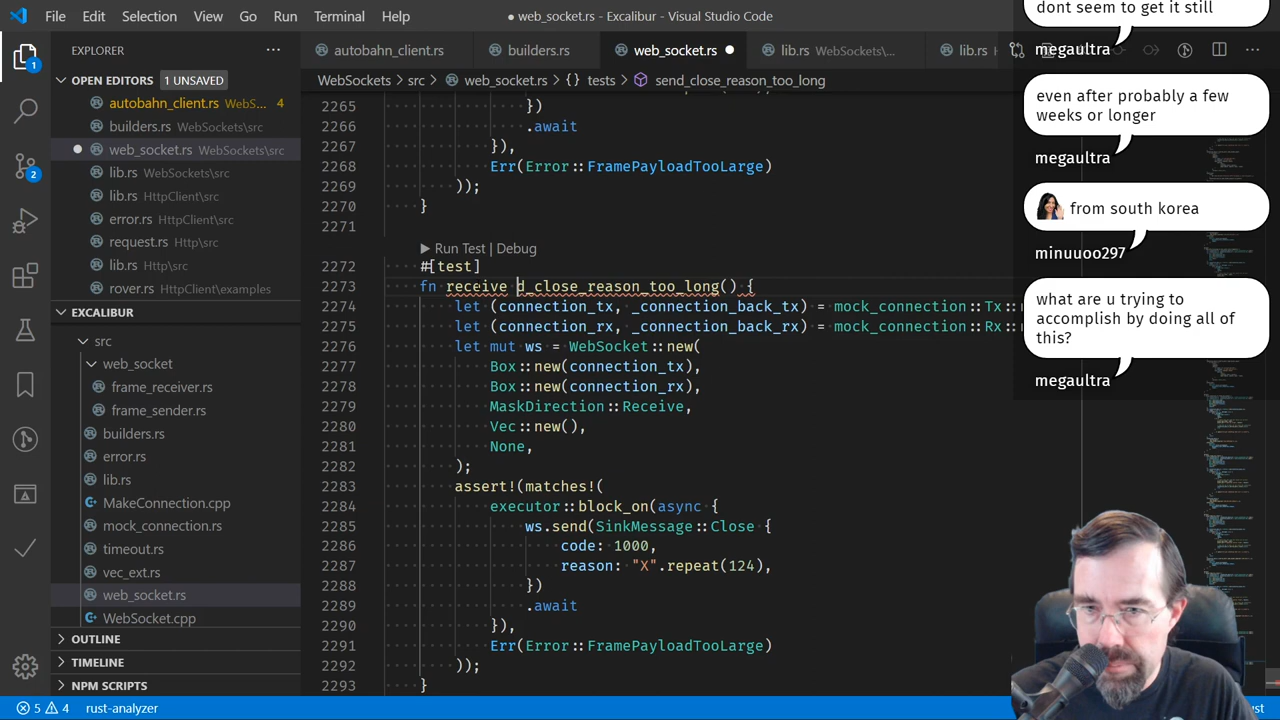 File Edit Selection View Go Run Terminal Help
● web_socket.rs - Excalibur - Visual Studio Code
EXPLORER
OPEN EDITORS 1 UNSAVED
autobahn_client.rs WebS... 4
builders.rs WebSockets\src
web_socket.rs WebSockets\src
lib.rs WebSockets\src
lib.rs HttpClient\src
error.rs HttpClient\src
request.rs Http\src
lib.rs Http\src
rover.rs HttpClient\examples
EXCALIBUR
src
web_socket
frame_receiver.rs
frame_sender.rs
builders.rs
error.rs
lib.rs
MakeConnection.cpp
mock_connection.rs
timeout.rs
vec_ext.rs
web_socket.rs
WebSocket.cpp
OUTLINE
TIMELINE
NPM SCRIPTS
1
2
autobahn_client.rs builders.rs web_socket.rs lib.rs WebSockets\... lib.rs
WebSockets > src > web_socket.rs > {} tests > send_close_reason_too_long
2265 })
2266 .await
2267 }),
2268 Err(Error::FramePayloadTooLarge)
2269 ));
2270 }
2271
Run Test | Debug
2272 #[test]
2273 fn receive d_close_reason_too_long() {
2274 let (connection_tx, _connection_back_tx) = mock_connection::Tx::
2275 let (connection_rx, _connection_back_rx) = mock_connection::Rx::
2276 let mut ws = WebSocket::new(
2277 Box::new(connection_tx),
2278 Box::new(connection_rx),
2279 MaskDirection::Receive,
2280 Vec::new(),
2281 None,
2282 );
2283 assert!(matches!(
2284 executor::block_on(async {
2285 ws.send(SinkMessage::Close {
2286 code: 1000,
2287 reason: "X".repeat(124),
2288 })
2289 .await
2290 }),
2291 Err(Error::FramePayloadTooLarge)
2292 ));
2293 }
dont seem to get it still
megaultra
even after probably a few
weeks or longer
megaultra
from south korea
minuuoo297
what are u trying to
accomplish by doing all of
this?
megaultra
5 4 rust-analyzer